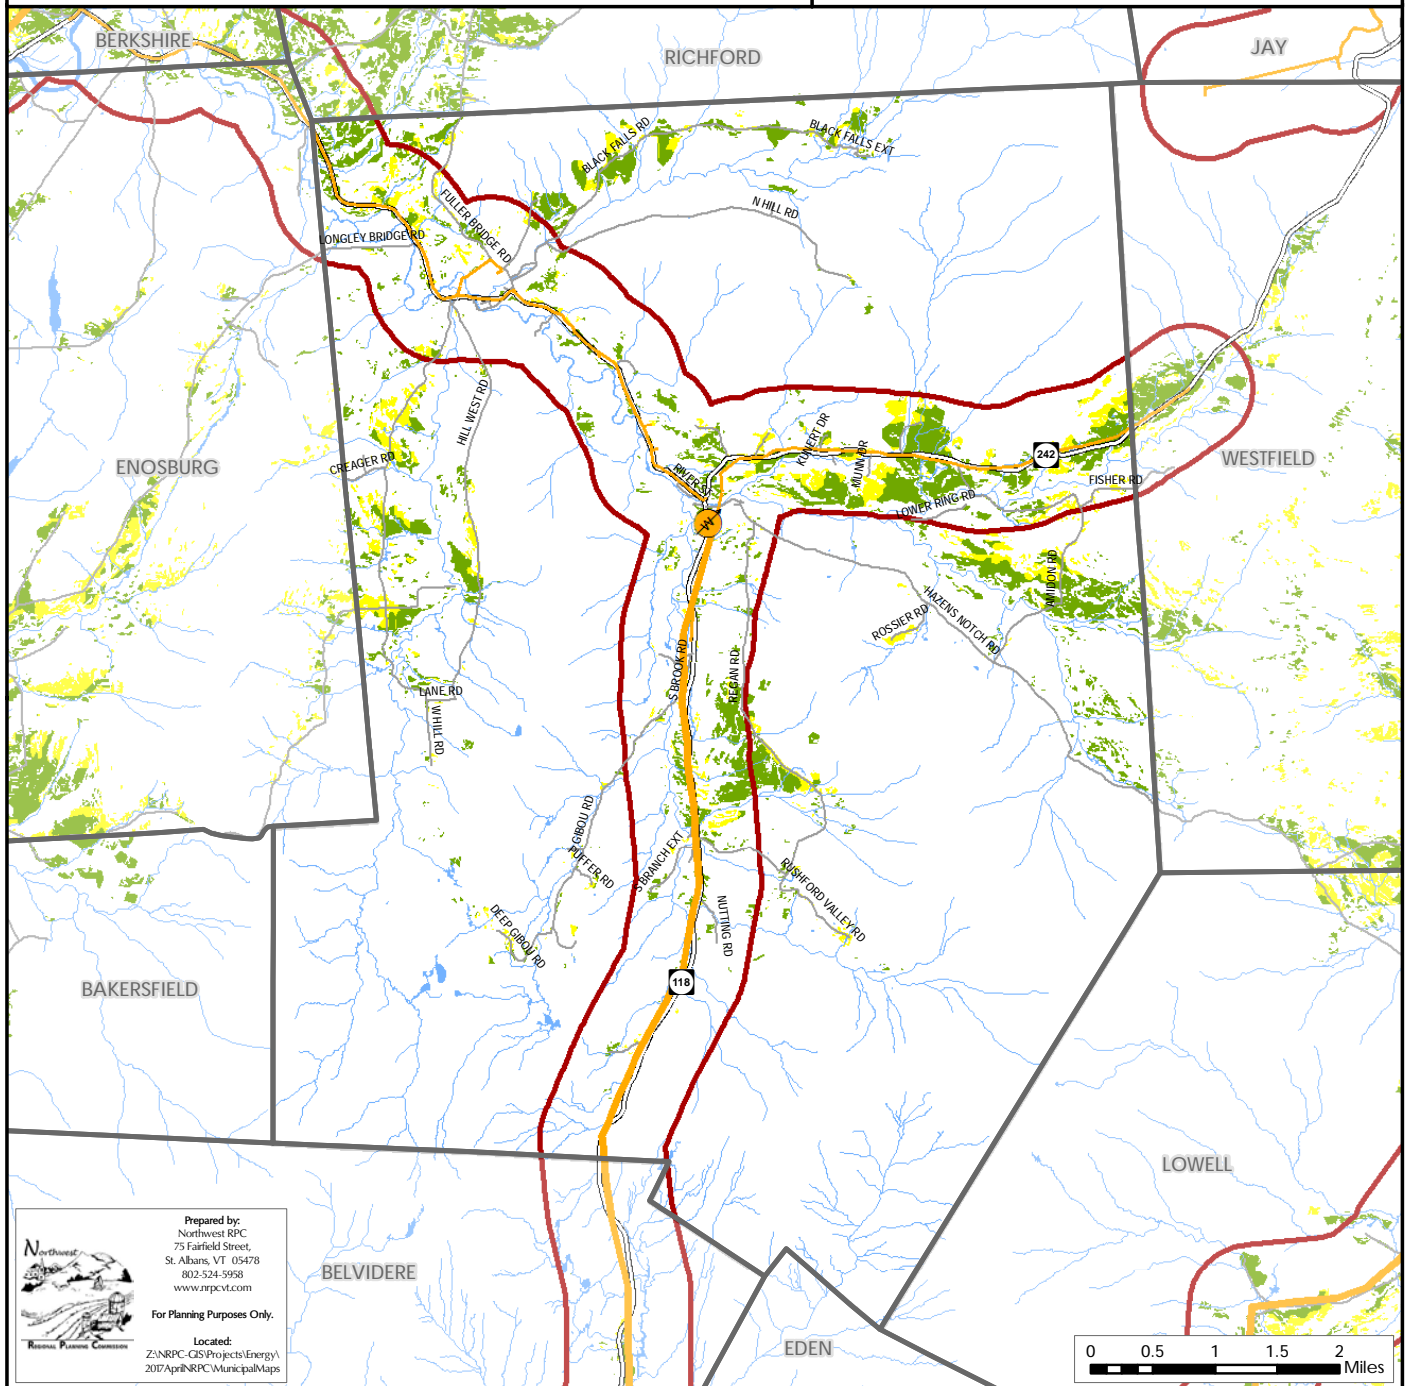 BERKSHIRE
RICHFORD
JAY
BLACK FALLS RD
BLACK FALLS EXT
FULLER BRIDGE RD
N HILL RD
LONGLEY BRIDGE RD
HILL WEST RD
CREAGER RD
ENOSBURG
RIVER ST
KUNERT DR
MUNN DR
242
WESTFIELD
FISHER RD
LOWER RING RD
W
AMIDON RD
HAZENS NOTCH RD
ROSSIER RD
S BROOK RD
REGAN RD
LANE RD
W HILL RD
GIBOU RD
PUFFER RD
S BRANCH EXT
RUSHFORD VALLEY RD
NUTTING RD
DEEP GIBOU RD
BAKERSFIELD
118
LOWELL
BELVIDERE
EDEN
Northwest
REGIONAL PLANNING COMMISSION
Prepared by:
Northwest RPC
75 Fairfield Street,
St. Albans, VT 05478
802-524-5958
www.nrpcvt.com
For Planning Purposes Only.
Located:
Z:\NRPC-GIS\Projects\Energy\
2017AprilNRPC\MunicipalMaps
0 0.5 1 1.5 2
Miles